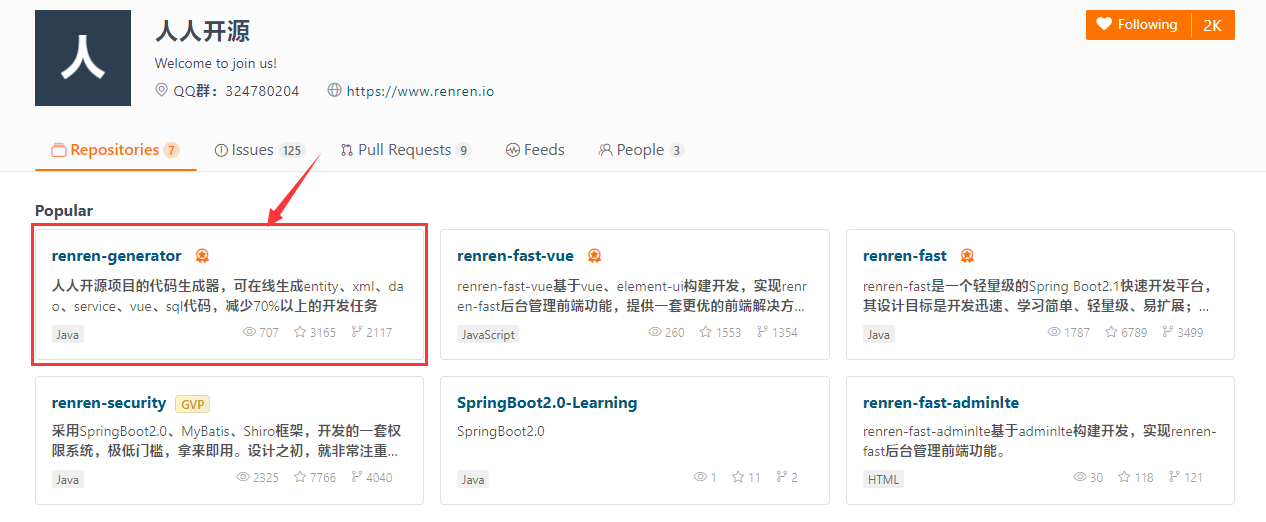 人
人人开源
Following 2K
Welcome to join us!
QQ群：324780204 https://www.renren.io
Repositories 7 Issues 125 Pull Requests 9 Feeds People 3
Popular
renren-generator
人人开源项目的代码生成器，可在线生成entity、xml、da
o、service、vue、sql代码，减少70%以上的开发任务
Java 707 3165 2117
renren-fast-vue
renren-fast-vue基于vue、element-ui构建开发，实现renr
en-fast后台管理前端功能，提供一套更优的前端解决方...
JavaScript 260 1553 1354
renren-fast
renren-fast是一个轻量级的Spring Boot2.1快速开发平台，
其设计目标是开发迅速、学习简单、轻量级、易扩展；...
Java 1787 6789 3499
renren-security GVP
采用SpringBoot2.0、MyBatis、Shiro框架，开发的一套权
限系统，极低门槛，拿来即用。设计之初，就非常注重...
Java 2325 7766 4040
SpringBoot2.0-Learning
SpringBoot2.0
Java 1 11 2
renren-fast-adminlte
renren-fast-adminlte基于adminlte构建开发，实现renren-
fast后台管理前端功能。
HTML 30 118 121